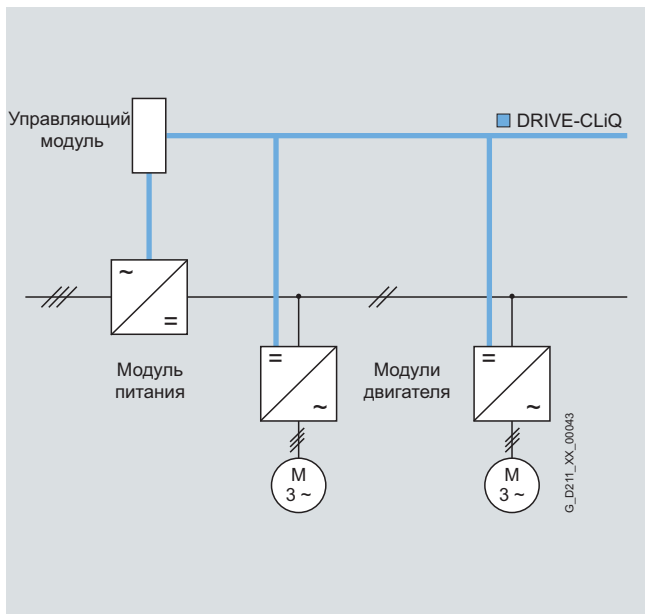 Управляющий
модуль
DRIVE-CLiQ
~
=
Модуль
питания
=
~
Модули
двигателя
=
~
M
3 ~
M
3 ~
G_D211_XX_00043